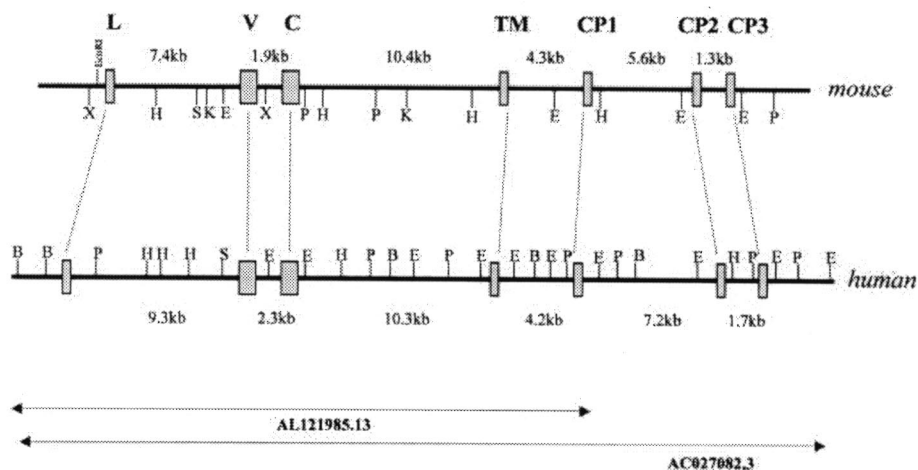 L V C TM CP1 CP2 CP3
7.4kb 1.9kb 10.4kb 4.3kb 5.6kb 1.3kb
EcoRI
mouse
X H S K E X P H P K H E H E E P
B B P H H H S E E H P B E P E E B E P E P B E H P E P E
human
9.3kb 2.3kb 10.3kb 4.2kb 7.2kb 1.7kb
AL121985.13
AC027082.3